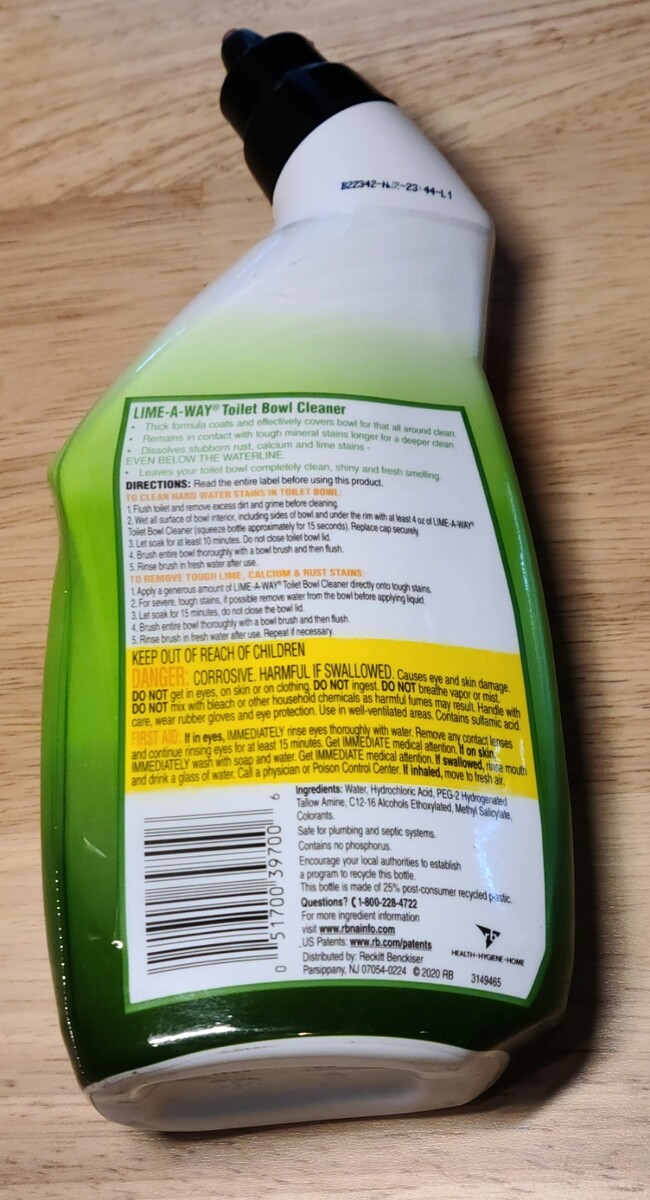 B22342-NJ2-23:44-L1
LIME-A-WAY® Toilet Bowl Cleaner
• Thick formula coats and effectively covers bowl for that all around clean.
• Remains in contact with tough mineral stains longer for a deeper clean.
• Dissolves stubborn rust, calcium and lime stains -
EVEN BELOW THE WATERLINE.
• Leaves your toilet bowl completely clean, shiny and fresh smelling.
DIRECTIONS: Read the entire label before using this product.
TO CLEAN HARD WATER STAINS IN TOILET BOWL:
1. Flush toilet and remove excess dirt and grime before cleaning.
2. Wet all surface of bowl interior, including sides of bowl and under the rim with at least 4 oz of LIME-A-WAY®
Toilet Bowl Cleaner (squeeze bottle approximately for 15 seconds). Replace cap securely.
3. Let soak for at least 10 minutes. Do not close toilet bowl lid.
4. Brush entire bowl thoroughly with a bowl brush and then flush.
5. Rinse brush in fresh water after use.
TO REMOVE TOUGH LIME, CALCIUM & RUST STAINS:
1. Apply a generous amount of LIME-A-WAY® Toilet Bowl Cleaner directly onto tough stains.
2. For severe, tough stains, if possible remove water from the bowl before applying liquid.
3. Let soak for 15 minutes, do not close the bowl lid.
4. Brush entire bowl thoroughly with a bowl brush and then flush.
5. Rinse brush in fresh water after use. Repeat if necessary.
KEEP OUT OF REACH OF CHILDREN
DANGER: CORROSIVE. HARMFUL IF SWALLOWED. Causes eye and skin damage.
DO NOT get in eyes, on skin or on clothing. DO NOT ingest. DO NOT breathe vapor or mist.
DO NOT mix with bleach or other household chemicals as harmful fumes may result. Handle with
care, wear rubber gloves and eye protection. Use in well-ventilated areas. Contains sulfamic acid.
FIRST AID: If in eyes, IMMEDIATELY rinse eyes thoroughly with water. Remove any contact lenses
and continue rinsing eyes for at least 15 minutes. Get IMMEDIATE medical attention. If on skin,
IMMEDIATELY wash with soap and water. Get IMMEDIATE medical attention. If swallowed, rinse mouth
and drink a glass of water. Call a physician or Poison Control Center. If inhaled, move to fresh air.
Ingredients: Water, Hydrochloric Acid, PEG-2 Hydrogenated
Tallow Amine, C12-16 Alcohols Ethoxylated, Methyl Salicylate,
Colorants.
Safe for plumbing and septic systems.
Contains no phosphorus.
Encourage your local authorities to establish
a program to recycle this bottle.
This bottle is made of 25% post-consumer recycled plastic.
Questions? 1-800-228-4722
For more ingredient information
visit www.rbnainfo.com
US Patents: www.rb.com/patents
Distributed by: Reckitt Benckiser
Parsippany, NJ 07054-0224 © 2020 RB
rb
HEALTH • HYGIENE • HOME
3149465
0 51700 39700 6